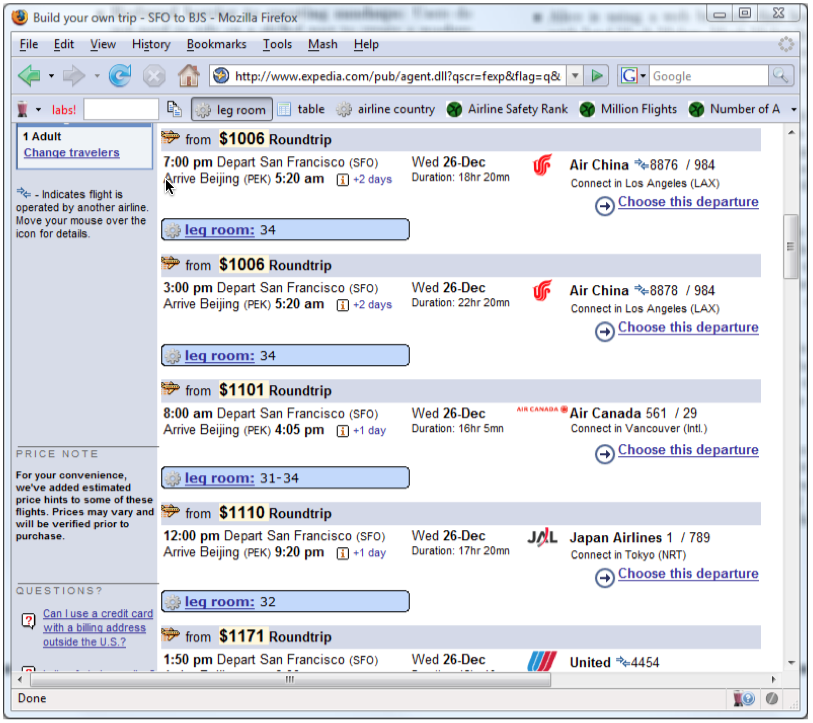 Build your own trip - SFO to BJS - Mozilla Firefox
File Edit View History Bookmarks Tools Mash Help
http://www.expedia.com/pub/agent.dll?qscr=fexp&flag=q& G Google
labs! leg room table airline country Airline Safety Rank Million Flights Number of A
1 Adult
Change travelers
- Indicates flight is
operated by another airline.
Move your mouse over the
icon for details.
PRICE NOTE
For your convenience,
we've added estimated
price hints to some of these
flights. Prices may vary and
will be verified prior to
purchase.
QUESTIONS?
Can I use a credit card
with a billing address
outside the U.S.?
from $1006 Roundtrip
7:00 pm Depart San Francisco (SFO) Wed 26-Dec Air China 8876 / 984
Arrive Beijing (PEK) 5:20 am +2 days Duration: 18hr 20mn Connect in Los Angeles (LAX)
Choose this departure
leg room: 34
from $1006 Roundtrip
3:00 pm Depart San Francisco (SFO) Wed 26-Dec Air China 8878 / 984
Arrive Beijing (PEK) 5:20 am +2 days Duration: 22hr 20mn Connect in Los Angeles (LAX)
Choose this departure
leg room: 34
from $1101 Roundtrip
8:00 am Depart San Francisco (SFO) Wed 26-Dec AIR CANADA Air Canada 561 / 29
Arrive Beijing (PEK) 4:05 pm +1 day Duration: 16hr 5mn Connect in Vancouver (Intl.)
Choose this departure
leg room: 31-34
from $1110 Roundtrip
12:00 pm Depart San Francisco (SFO) Wed 26-Dec JAL Japan Airlines 1 / 789
Arrive Beijing (PEK) 9:20 pm +1 day Duration: 17hr 20mn Connect in Tokyo (NRT)
Choose this departure
leg room: 32
from $1171 Roundtrip
1:50 pm Depart San Francisco (SFO) Wed 26-Dec United 4454
Done